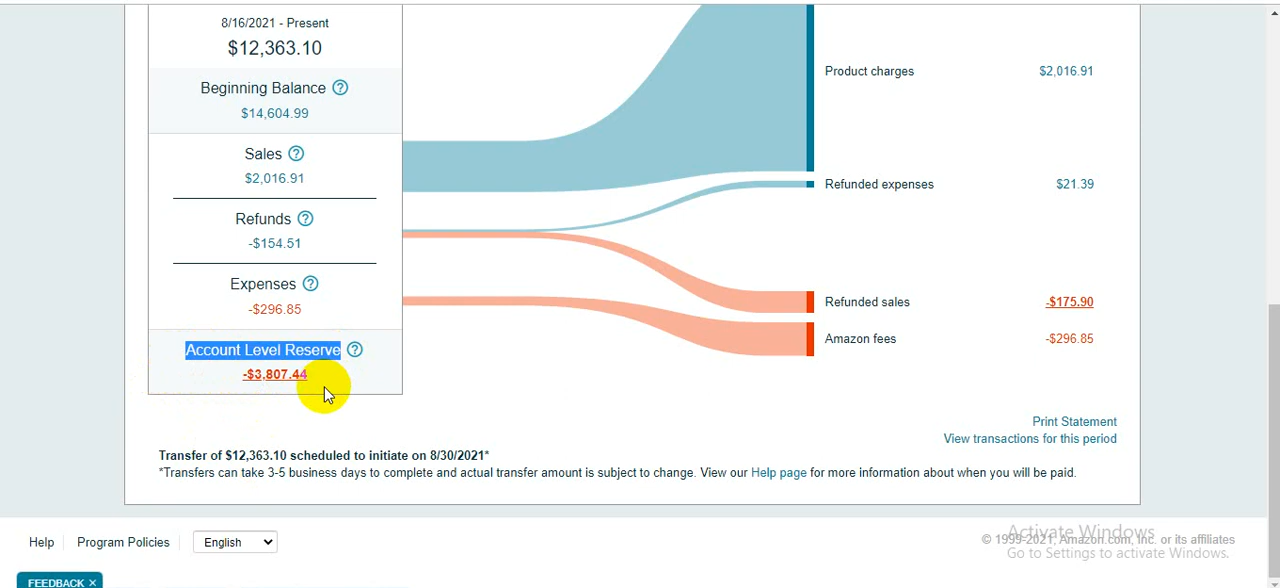 8/16/2021 - Present
$12,363.10
Beginning Balance ?
$14,604.99
Sales ?
$2,016.91
Refunds ?
-$154.51
Expenses ?
-$296.85
Account Level Reserve ?
-$3,807.44
Product charges $2,016.91
Refunded expenses $21.39
Refunded sales -$175.90
Amazon fees -$296.85
Print Statement
View transactions for this period
Transfer of $12,363.10 scheduled to initiate on 8/30/2021*
*Transfers can take 3-5 business days to complete and actual transfer amount is subject to change. View our Help page for more information about when you will be paid.
Help Program Policies English
© 1999-2021, Amazon.com, Inc. or its affiliates
Activate Windows
Go to Settings to activate Windows.
FEEDBACK ×